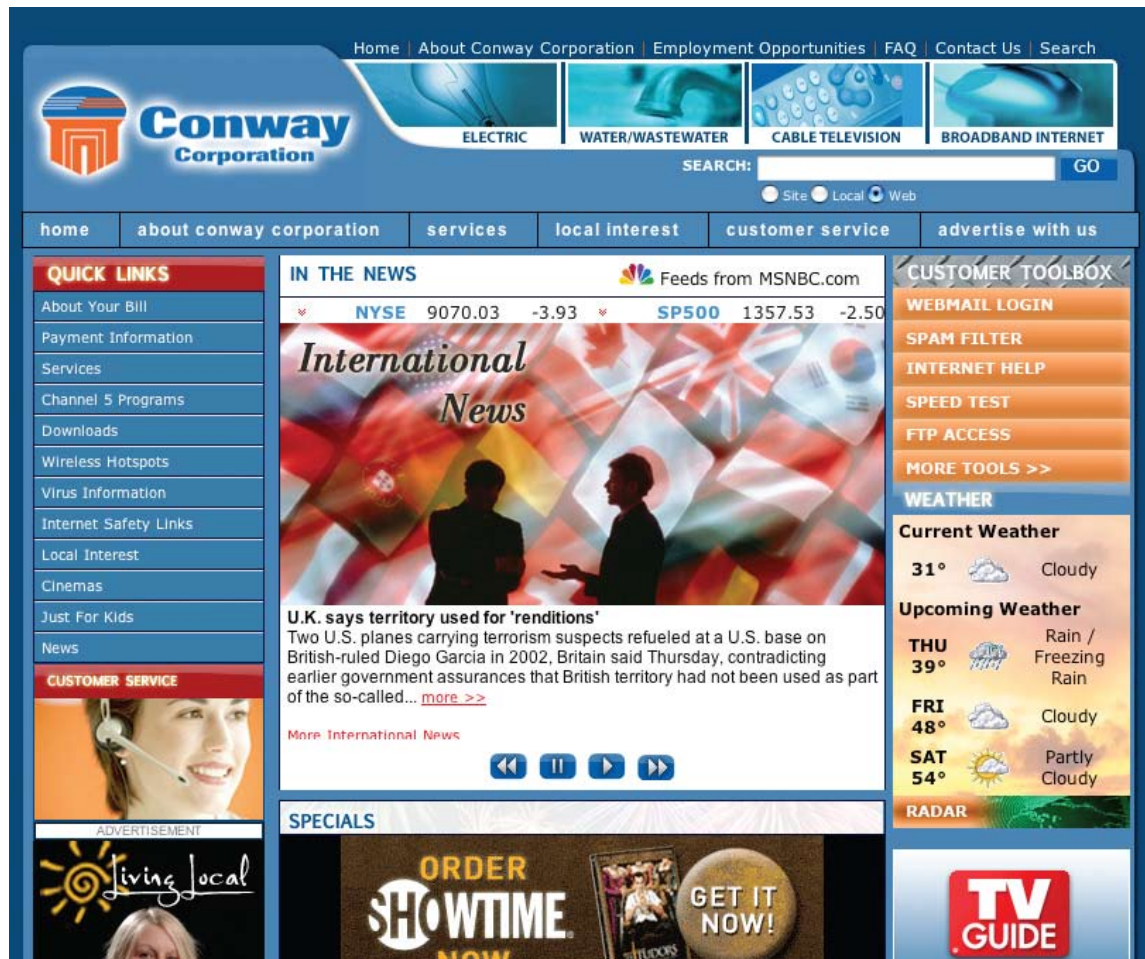 Home | About Conway Corporation | Employment Opportunities | FAQ | Contact Us | Search
Conway
Corporation
ELECTRIC
WATER/WASTEWATER
CABLE TELEVISION
BROADBAND INTERNET
SEARCH:
GO
Site Local Web
home
about conway corporation
services
local interest
customer service
advertise with us
QUICK LINKS
About Your Bill
Payment Information
Services
Channel 5 Programs
Downloads
Wireless Hotspots
Virus Information
Internet Safety Links
Local Interest
Cinemas
Just For Kids
News
CUSTOMER SERVICE
ADVERTISEMENT
Living Local
IN THE NEWS
Feeds from MSNBC.com
NYSE 9070.03 -3.93 SP500 1357.53 -2.50
International
News
U.K. says territory used for 'renditions'
Two U.S. planes carrying terrorism suspects refueled at a U.S. base on
British-ruled Diego Garcia in 2002, Britain said Thursday, contradicting
earlier government assurances that British territory had not been used as part
of the so-called... more >>
More International News
SPECIALS
ORDER
SHOWTIME
NOW
TUDORS
GET IT
NOW!
CUSTOMER TOOLBOX
WEBMAIL LOGIN
SPAM FILTER
INTERNET HELP
SPEED TEST
FTP ACCESS
MORE TOOLS >>
WEATHER
Current Weather
31° Cloudy
Upcoming Weather
THU
39°
Rain /
Freezing
Rain
FRI
48°
Cloudy
SAT
54°
Partly
Cloudy
RADAR
TV
GUIDE